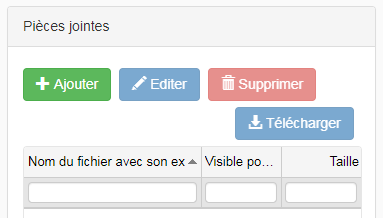 Pièces jointes
Ajouter Editer Supprimer
Télécharger
Nom du fichier avec son ex Visible po... Taille